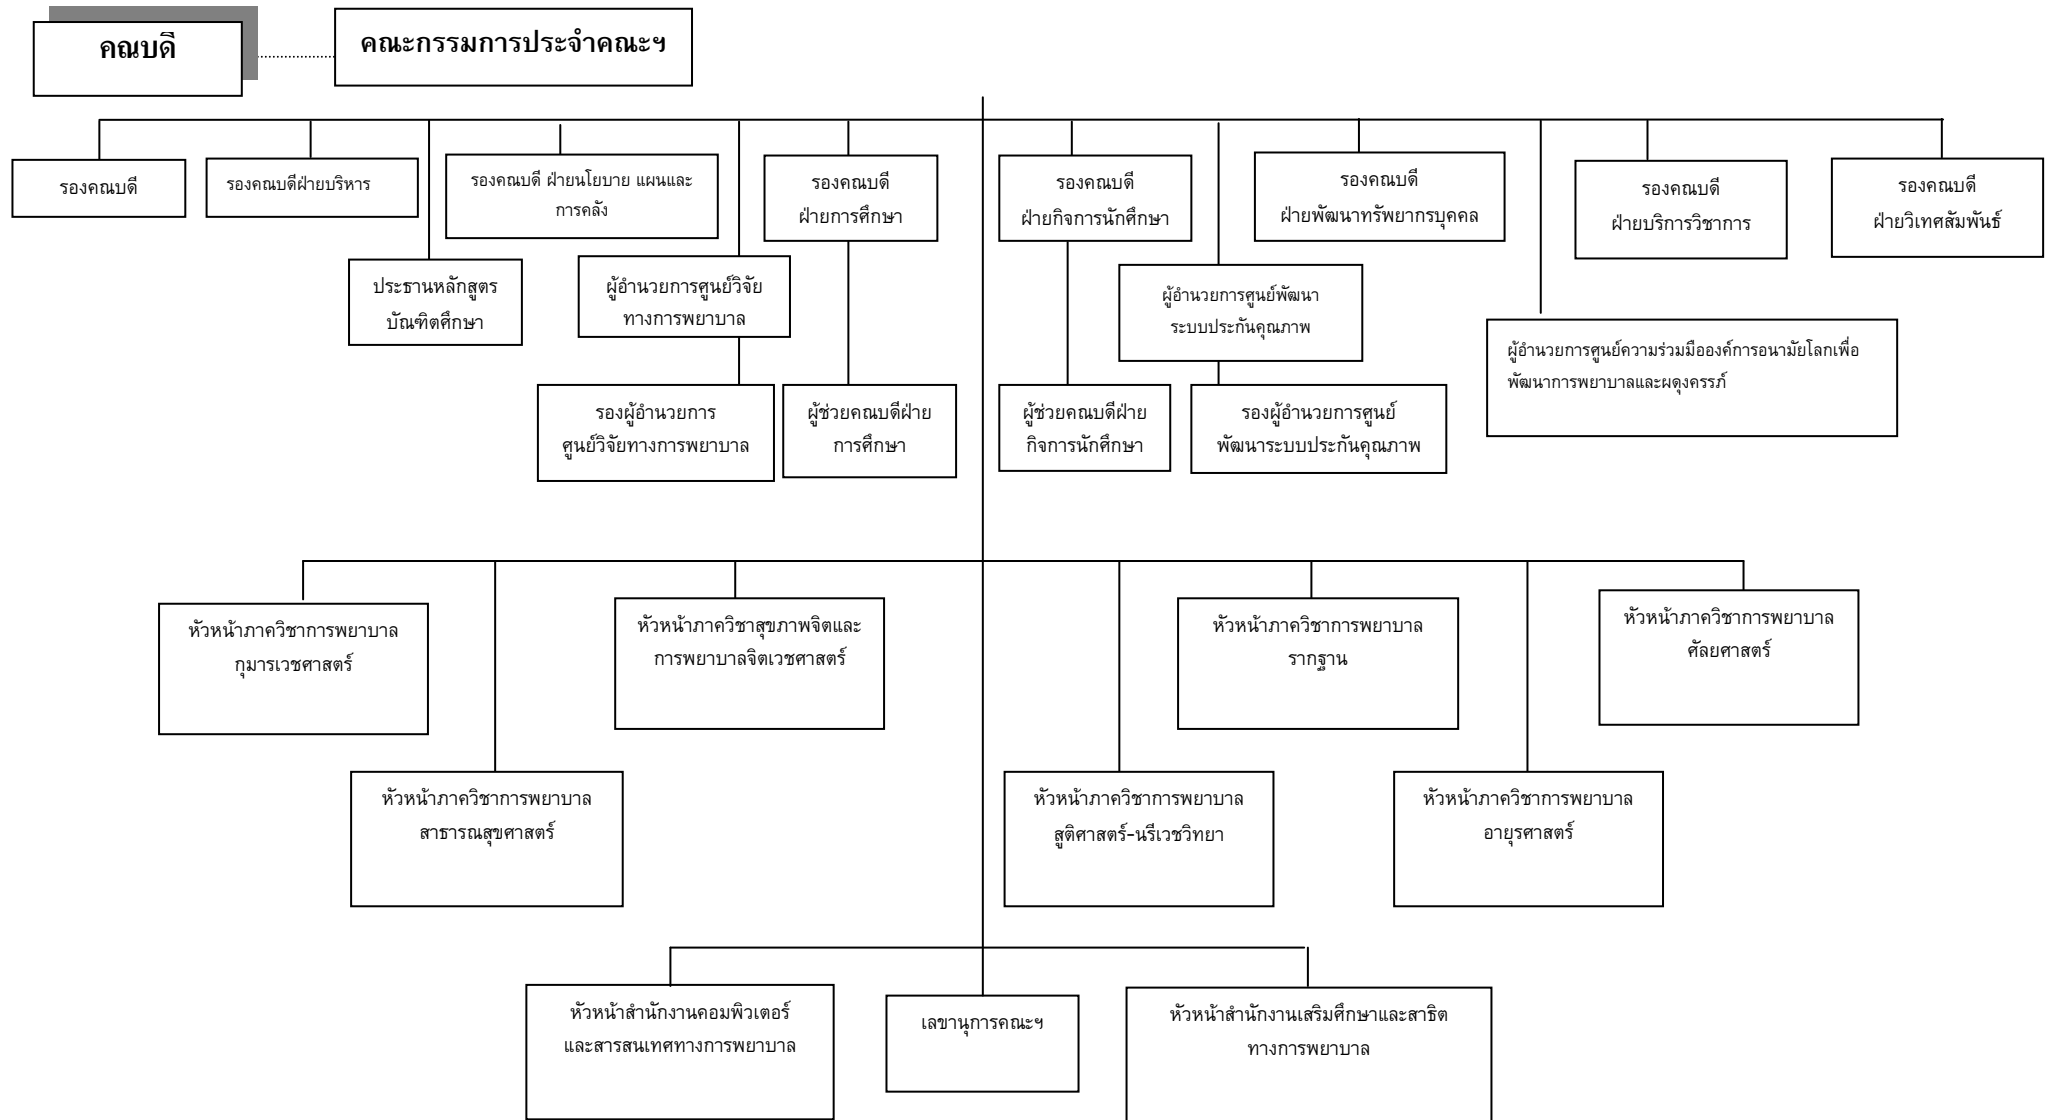 คณบดี
คณะกรรมการประจำคณะฯ
รองคณบดี
รองคณบดีฝ่ายบริหาร
รองคณบดี ฝ่ายนโยบาย แผนและ
การคลัง
รองคณบดี
ฝ่ายการศึกษา
รองคณบดี
ฝ่ายกิจการนักศึกษา
รองคณบดี
ฝ่ายพัฒนาทรัพยากรบุคคล
รองคณบดี
ฝ่ายบริการวิชาการ
รองคณบดี
ฝ่ายวิเทศสัมพันธ์
ประธานหลักสูตร
บัณฑิตศึกษา
ผู้อำนวยการศูนย์วิจัย
ทางการพยาบาล
ผู้อำนวยการศูนย์พัฒนา
ระบบประกันคุณภาพ
ผู้อำนวยการศูนย์ความร่วมมือองค์การอนามัยโลกเพื่อ
พัฒนาการพยาบาลและผดุงครรภ์
รองผู้อำนวยการ
ศูนย์วิจัยทางการพยาบาล
ผู้ช่วยคณบดีฝ่าย
การศึกษา
ผู้ช่วยคณบดีฝ่าย
กิจการนักศึกษา
รองผู้อำนวยการศูนย์
พัฒนาระบบประกันคุณภาพ
หัวหน้าภาควิชาการพยาบาล
กุมารเวชศาสตร์
หัวหน้าภาควิชาสุขภาพจิตและ
การพยาบาลจิตเวชศาสตร์
หัวหน้าภาควิชาการพยาบาล
รากฐาน
หัวหน้าภาควิชาการพยาบาล
ศัลยศาสตร์
หัวหน้าภาควิชาการพยาบาล
สาธารณสุขศาสตร์
หัวหน้าภาควิชาการพยาบาล
สูติศาสตร์-นรีเวชวิทยา
หัวหน้าภาควิชาการพยาบาล
อายุรศาสตร์
หัวหน้าสำนักงานคอมพิวเตอร์
และสารสนเทศทางการพยาบาล
เลขานุการคณะฯ
หัวหน้าสำนักงานเสริมศึกษาและสาธิต
ทางการพยาบาล